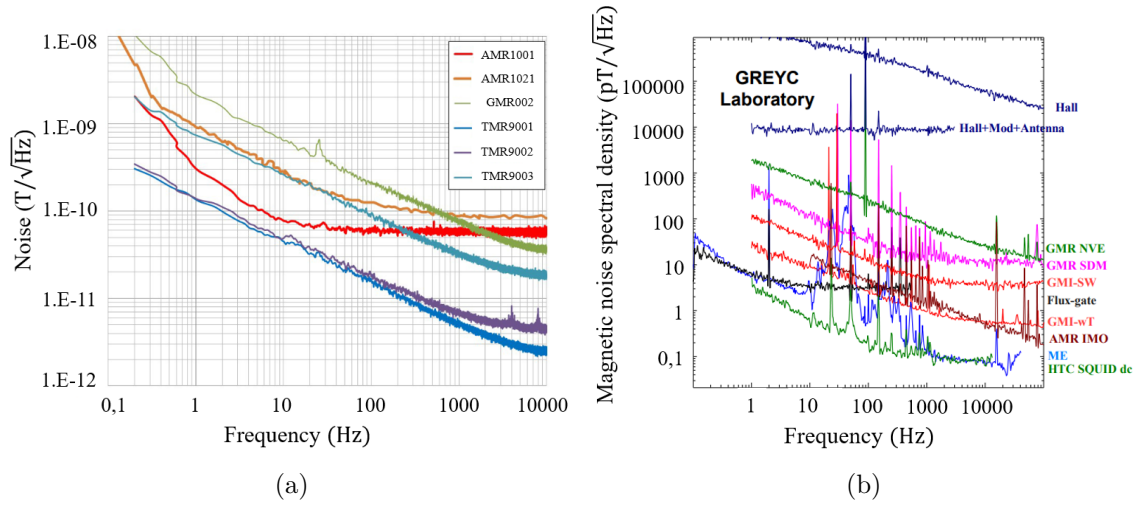 Noise (T/√Hz)
1.E-08
1.E-09
1.E-10
1.E-11
1.E-12
0,1 1 10 100 1000 10000
Frequency (Hz)
AMR1001
AMR1021
GMR002
TMR9001
TMR9002
TMR9003
(a)
Magnetic noise spectral density (pT/√Hz)
100000
10000
1000
100
10
1
0,1
1 10 100 1000 10000
Frequency (Hz)
GREYC
Laboratory
Hall
Hall+Mod+Antenna
GMR NVE
GMR SDM
GMI-SW
Flux-gate
GMI-wT
AMR IMO
ME
HTC SQUID dc
(b)